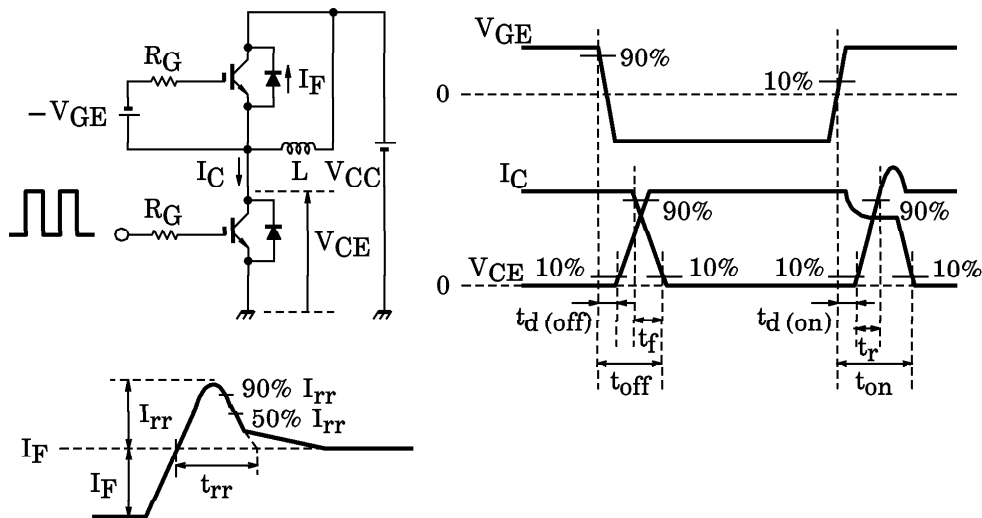 R_G
I_F
−V_GE
I_C
L
V_CC
R_G
V_CE
V_GE
90%
10%
0
I_C
90%
90%
V_CE
10%
10%
10%
10%
0
t_d (off)
t_f
t_d (on)
t_r
t_off
t_on
90% I_rr
50% I_rr
I_rr
I_F
I_F
t_rr